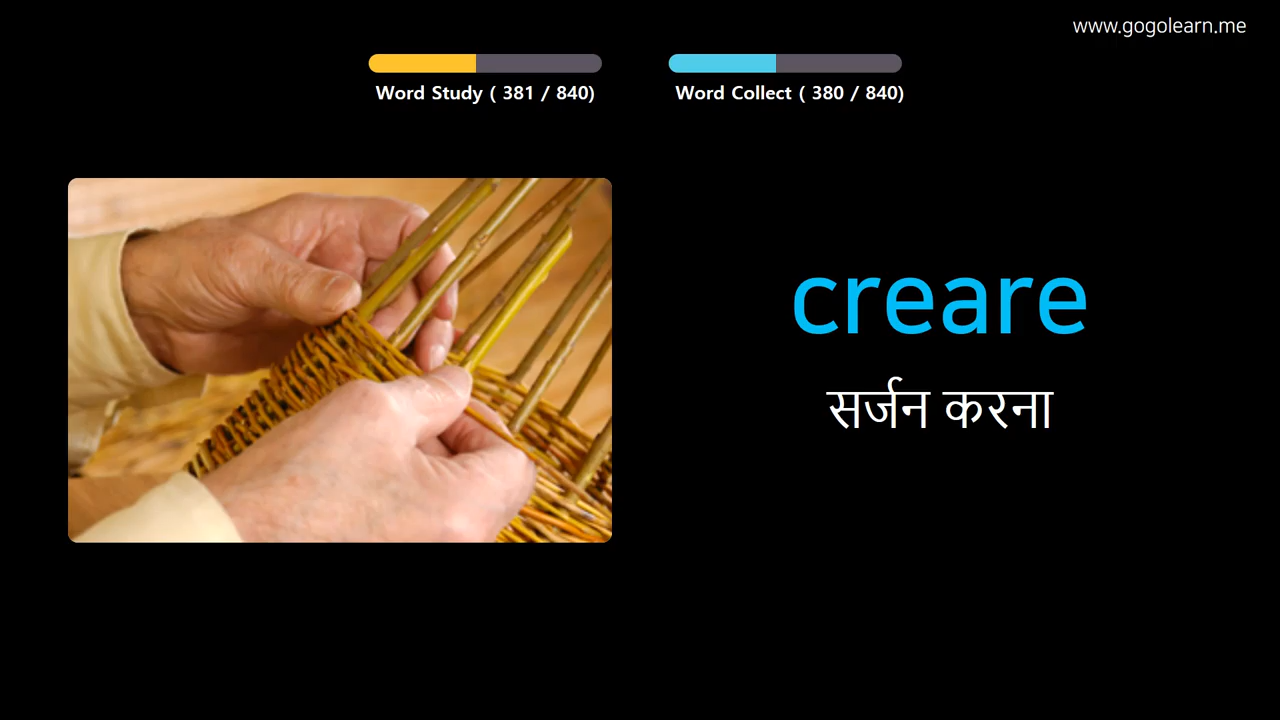 www.gogolearn.me
Word Study ( 381 / 840)
Word Collect ( 380 / 840)
creare
सर्जन करना